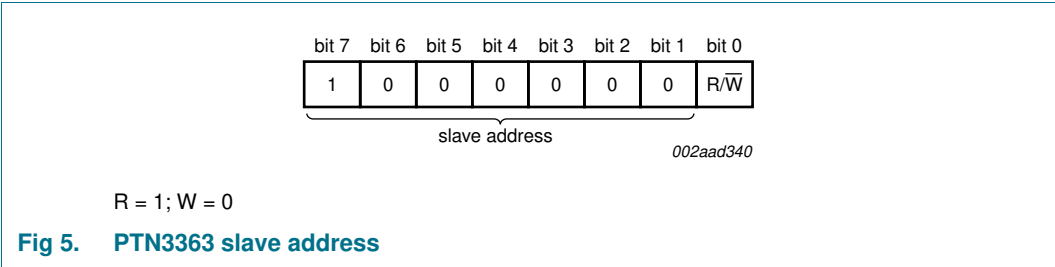 bit 7 bit 6 bit 5 bit 4 bit 3 bit 2 bit 1 bit 0
1 0 0 0 0 0 0 R/W̅
slave address
002aad340
R = 1; W = 0
Fig 5. PTN3363 slave address